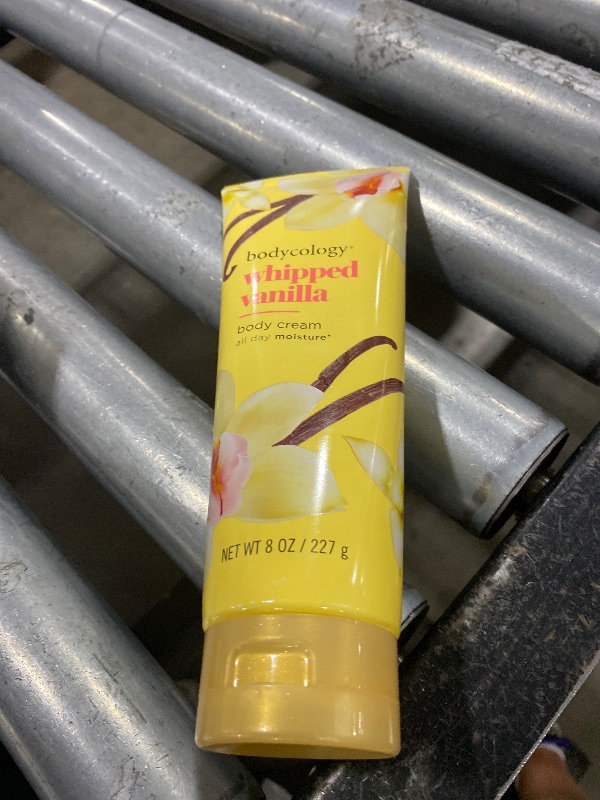 bodycology®
whipped
vanilla
body cream
all day moisture*
NET WT 8 OZ / 227 g